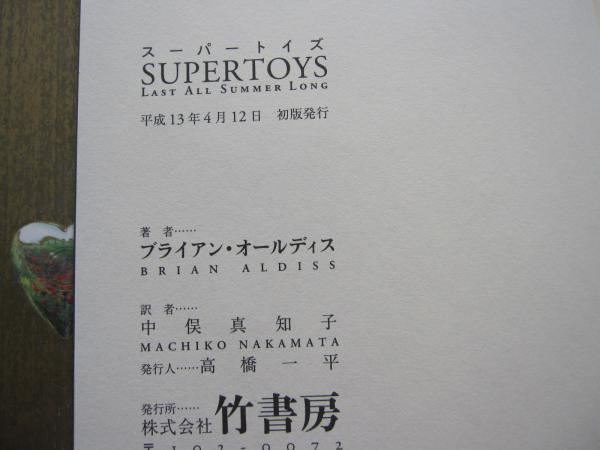 スーパートイズ
SUPERTOYS
LAST ALL SUMMER LONG
平成13年4月12日 初版発行
著 者……
ブライアン・オールディス
BRIAN ALDISS
訳 者……
中俣真知子
MACHIKO NAKAMATA
発行人……高橋一平
発行所……
株式会社 竹書房
〒102-0072